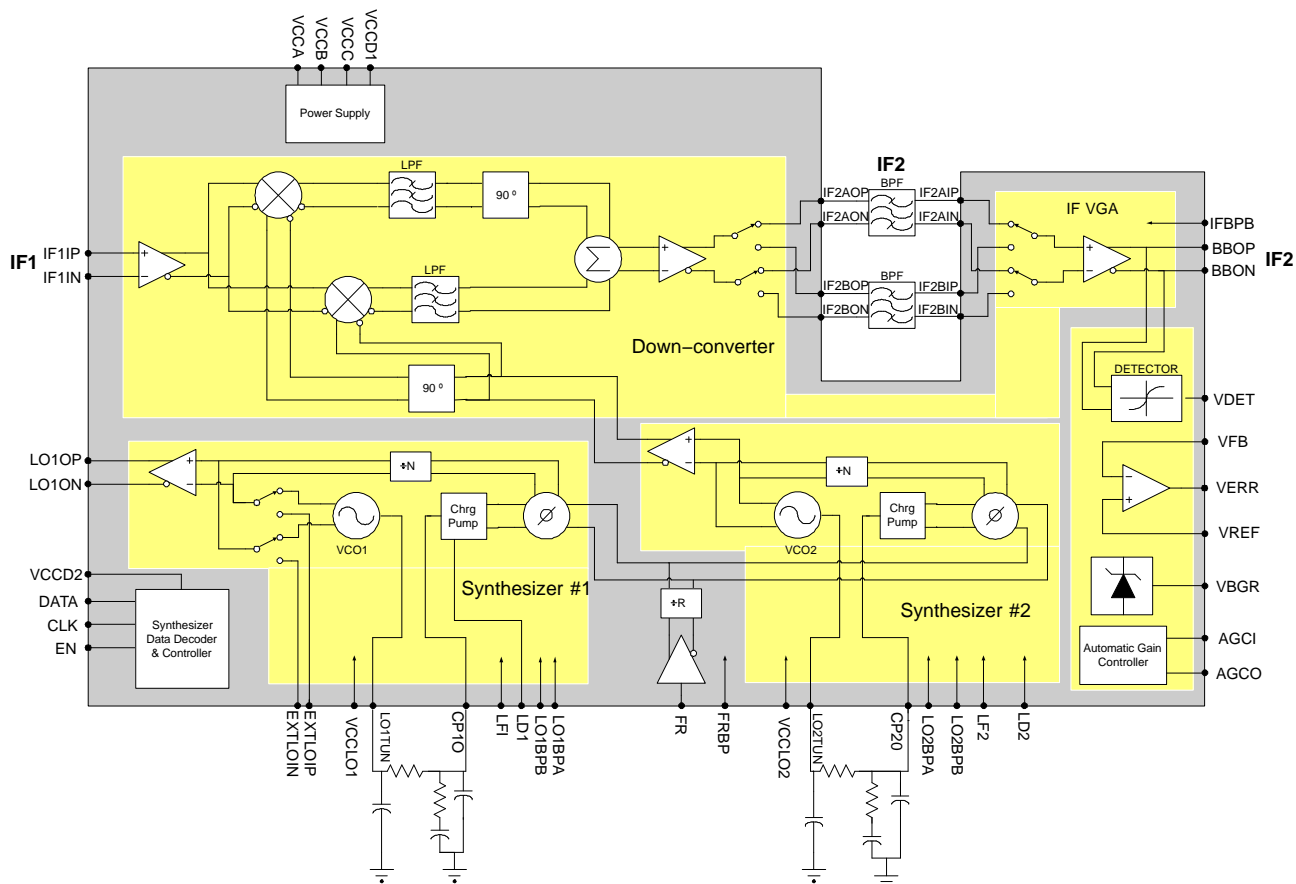 VCCA
VCCB
VCCC
VCCD1
Power Supply
LPF
90 º
IF2
BPF
IF2AOP
IF2AIP
IF2AON
IF2AIN
IF VGA
IFBPB
IF1
IF1IP
IF1IN
+
−
Σ
+
−
+
−
BBOP
BBON
IF2
LPF
BPF
IF2BOP
IF2BIP
IF2BON
IF2BIN
Down−converter
90 º
DETECTOR
VDET
LO1OP
LO1ON
+
−
÷N
Chrg
Pump
Ø
VCO1
+
−
÷N
Chrg
Pump
Ø
VCO2
VFB
−
+
VERR
VREF
VCCD2
DATA
CLK
EN
Synthesizer
Data Decoder
& Controller
Synthesizer #1
÷R
Synthesizer #2
VBGR
Automatic Gain
Controller
AGCI
AGCO
EXTLOIN
EXTLOIP
VCCLO1
LO1TUN
CP1O
LFI
LD1
LO1BPB
LO1BPA
FR
FRBP
VCCLO2
LO2TUN
CP20
LO2BPA
LO2BPB
LF2
LD2